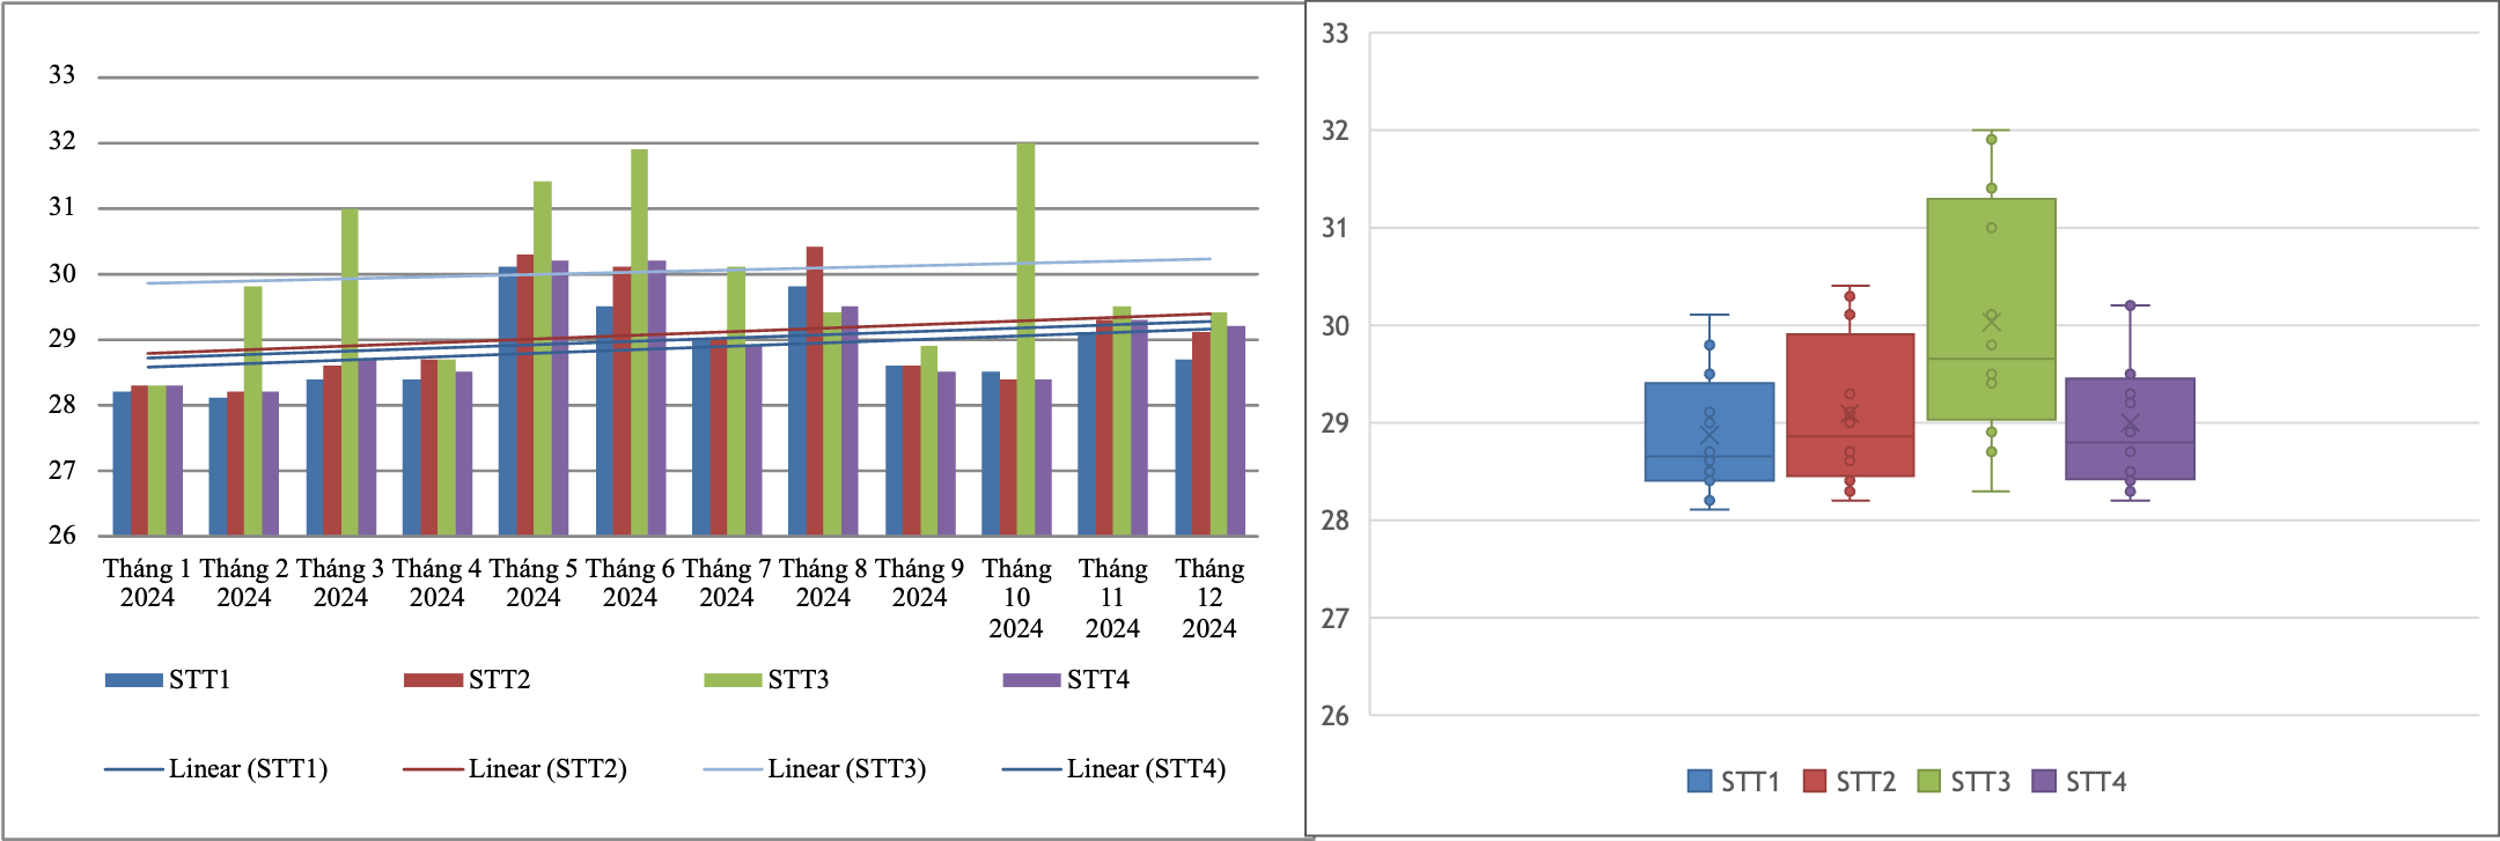 33
32
31
30
29
28
27
26
Tháng 1 2024
Tháng 2 2024
Tháng 3 2024
Tháng 4 2024
Tháng 5 2024
Tháng 6 2024
Tháng 7 2024
Tháng 8 2024
Tháng 9 2024
Tháng 10 2024
Tháng 11 2024
Tháng 12 2024
STT1 STT2 STT3 STT4
Linear (STT1) Linear (STT2) Linear (STT3) Linear (STT4)
33
32
31
30
29
28
27
26
STT1 STT2 STT3 STT4